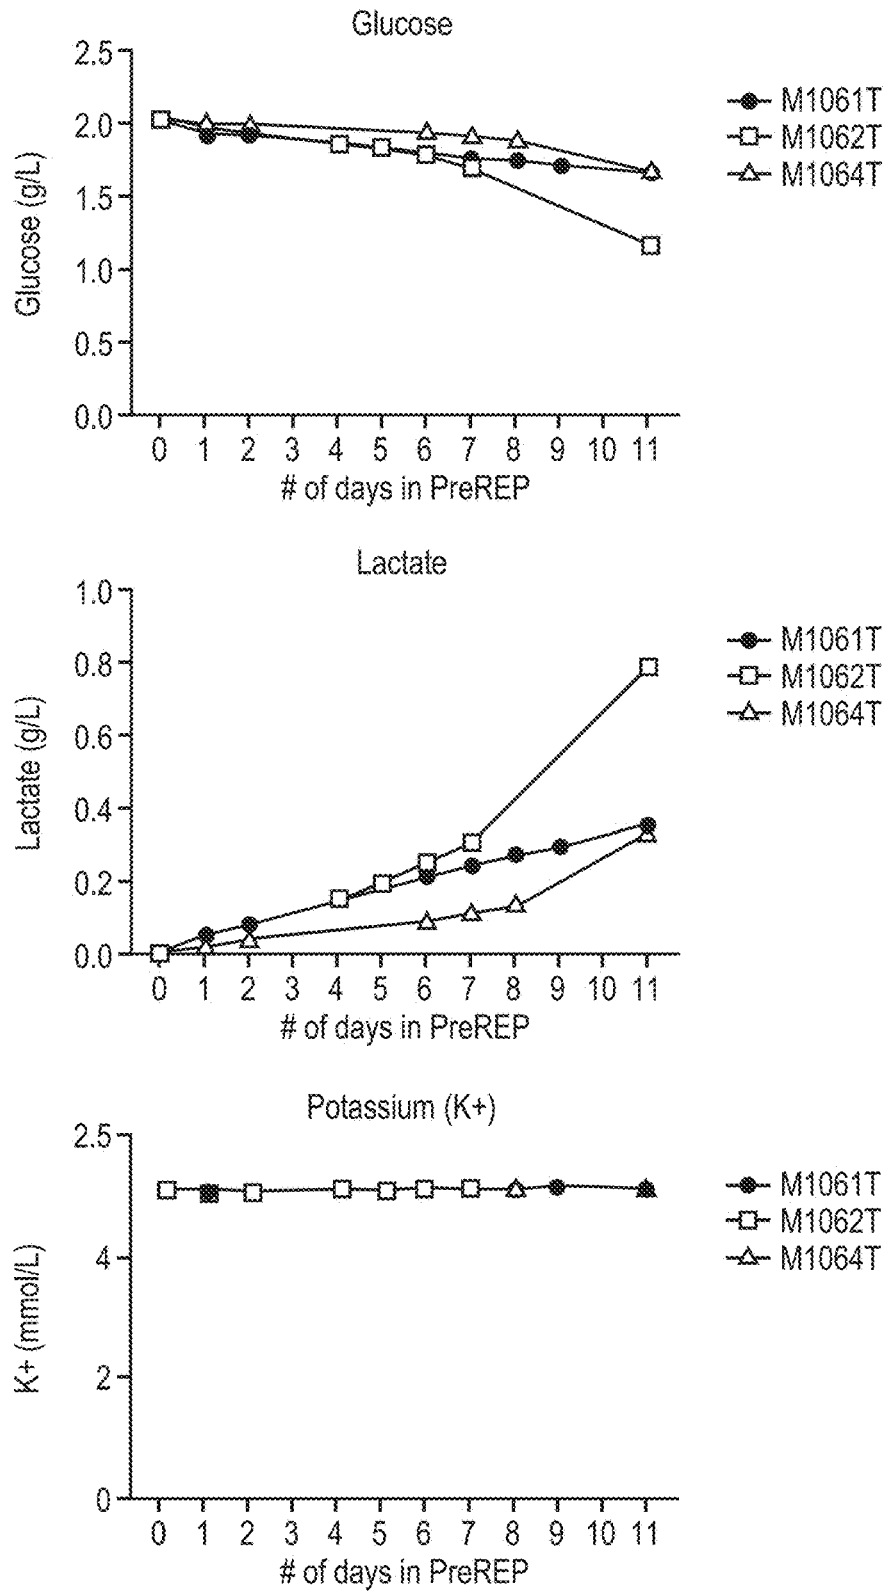 Glucose
2.5
2.0
1.5
1.0
0.5
0.0
Glucose (g/L)
0 1 2 3 4 5 6 7 8 9 10 11
# of days in PreREP
M1061T
M1062T
M1064T
Lactate
1.0
0.8
0.6
0.4
0.2
0.0
Lactate (g/L)
0 1 2 3 4 5 6 7 8 9 10 11
# of days in PreREP
M1061T
M1062T
M1064T
Potassium (K+)
2.5
4
2
0
K+ (mmol/L)
0 1 2 3 4 5 6 7 8 9 10 11
# of days in PreREP
M1061T
M1062T
M1064T